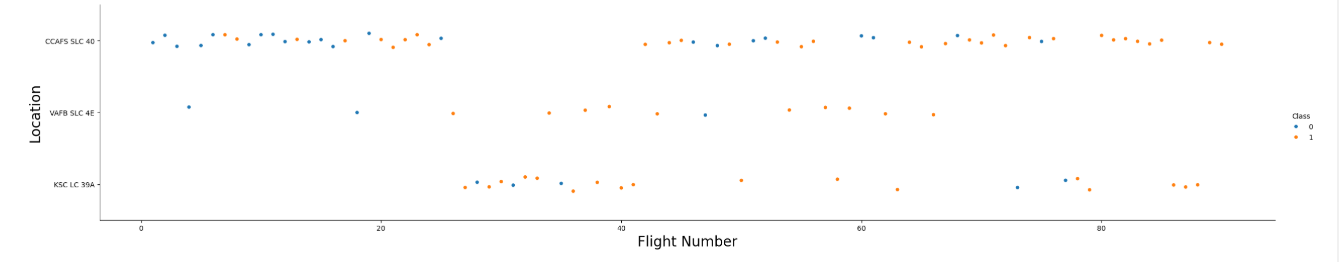 CCAFS SLC 40
VAFB SLC 4E
KSC LC 39A
Location
0 20 40 60 80
Flight Number
Class
0
1